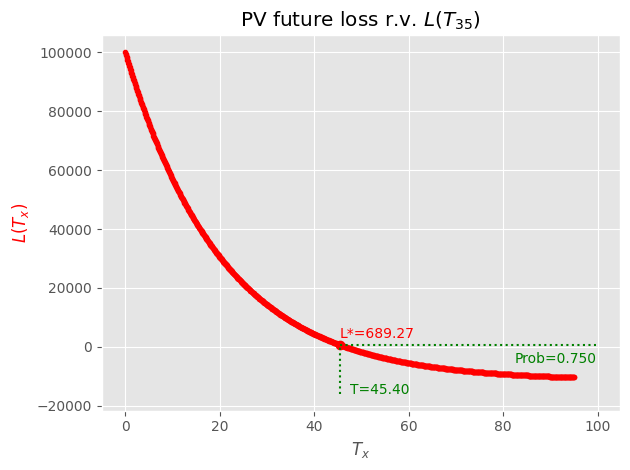 PV future loss r.v. L(T₃₅)
100000
80000
60000
40000
20000
0
−20000
L(Tₓ)
L*=689.27
Prob=0.750
T=45.40
0 20 40 60 80 100
Tₓ